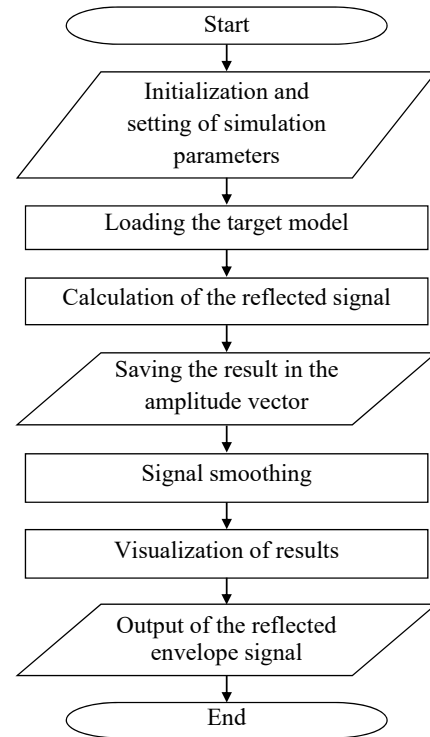 Start
Initialization and
setting of simulation
parameters
Loading the target model
Calculation of the reflected signal
Saving the result in the
amplitude vector
Signal smoothing
Visualization of results
Output of the reflected
envelope signal
End